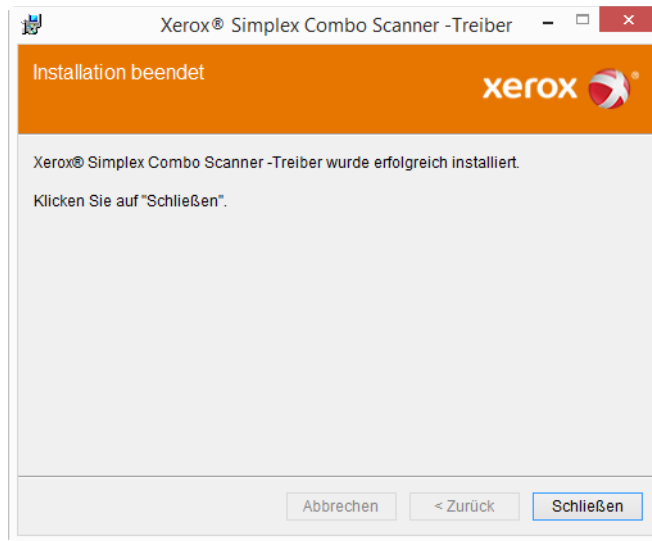 Xerox® Simplex Combo Scanner -Treiber
Installation beendet
xerox
Xerox® Simplex Combo Scanner -Treiber wurde erfolgreich installiert.
Klicken Sie auf "Schließen".
Abbrechen
< Zurück
Schließen